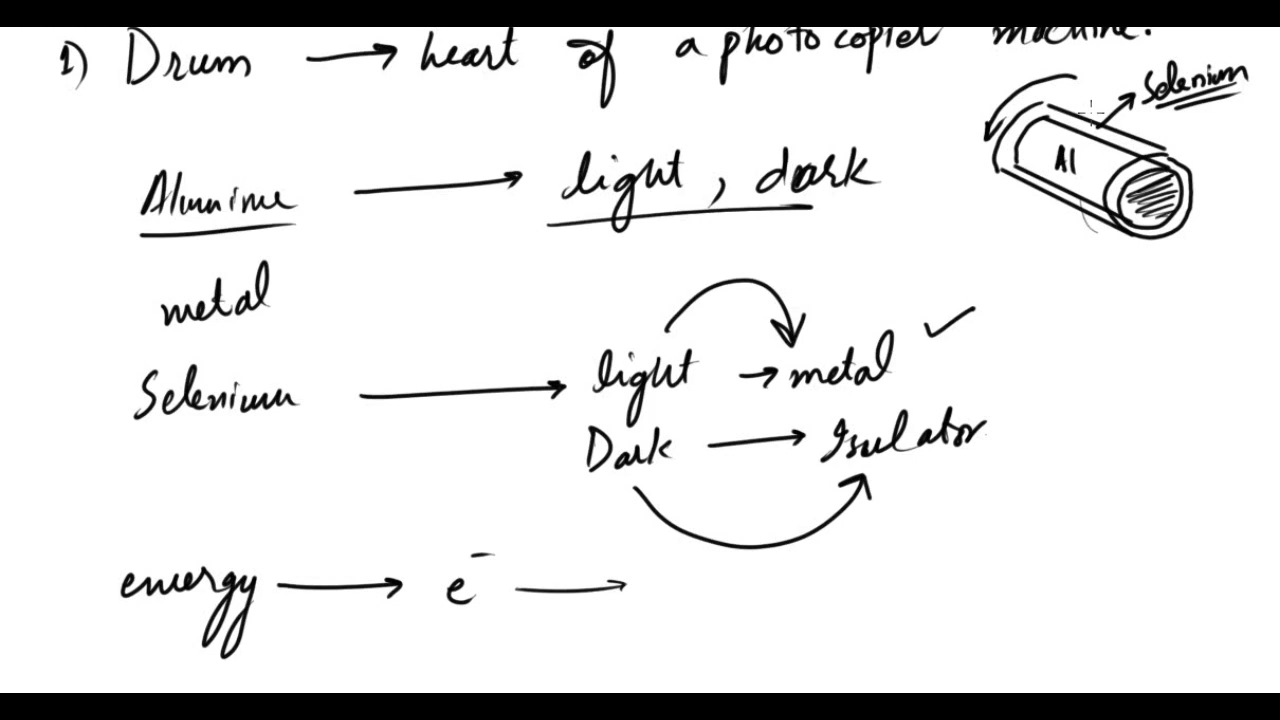 1) Drum → heart of a photocopier machine.
Selenium
Al
Alumine → light, dark
metal
Selenium → light → metal ✓
Dark → Isulator
energy → e⁻ →